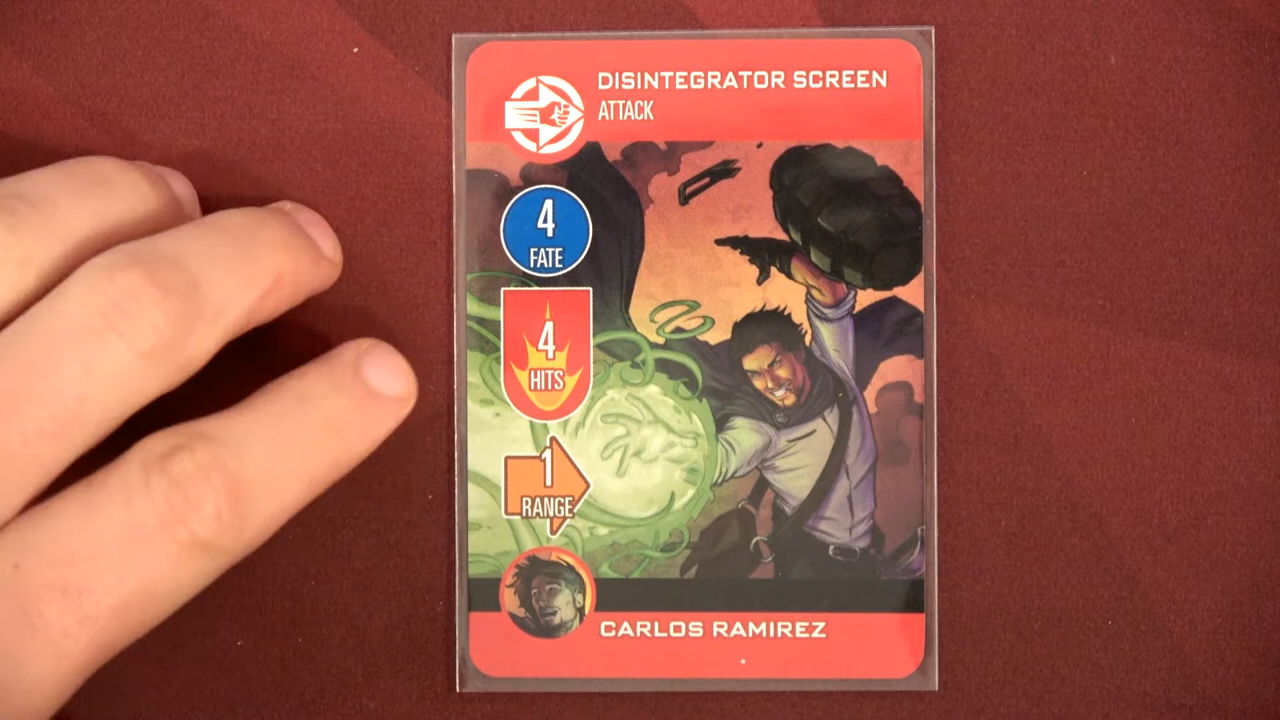 DISINTEGRATOR SCREEN
ATTACK
4
FATE
4
HITS
1
RANGE
CARLOS RAMIREZ